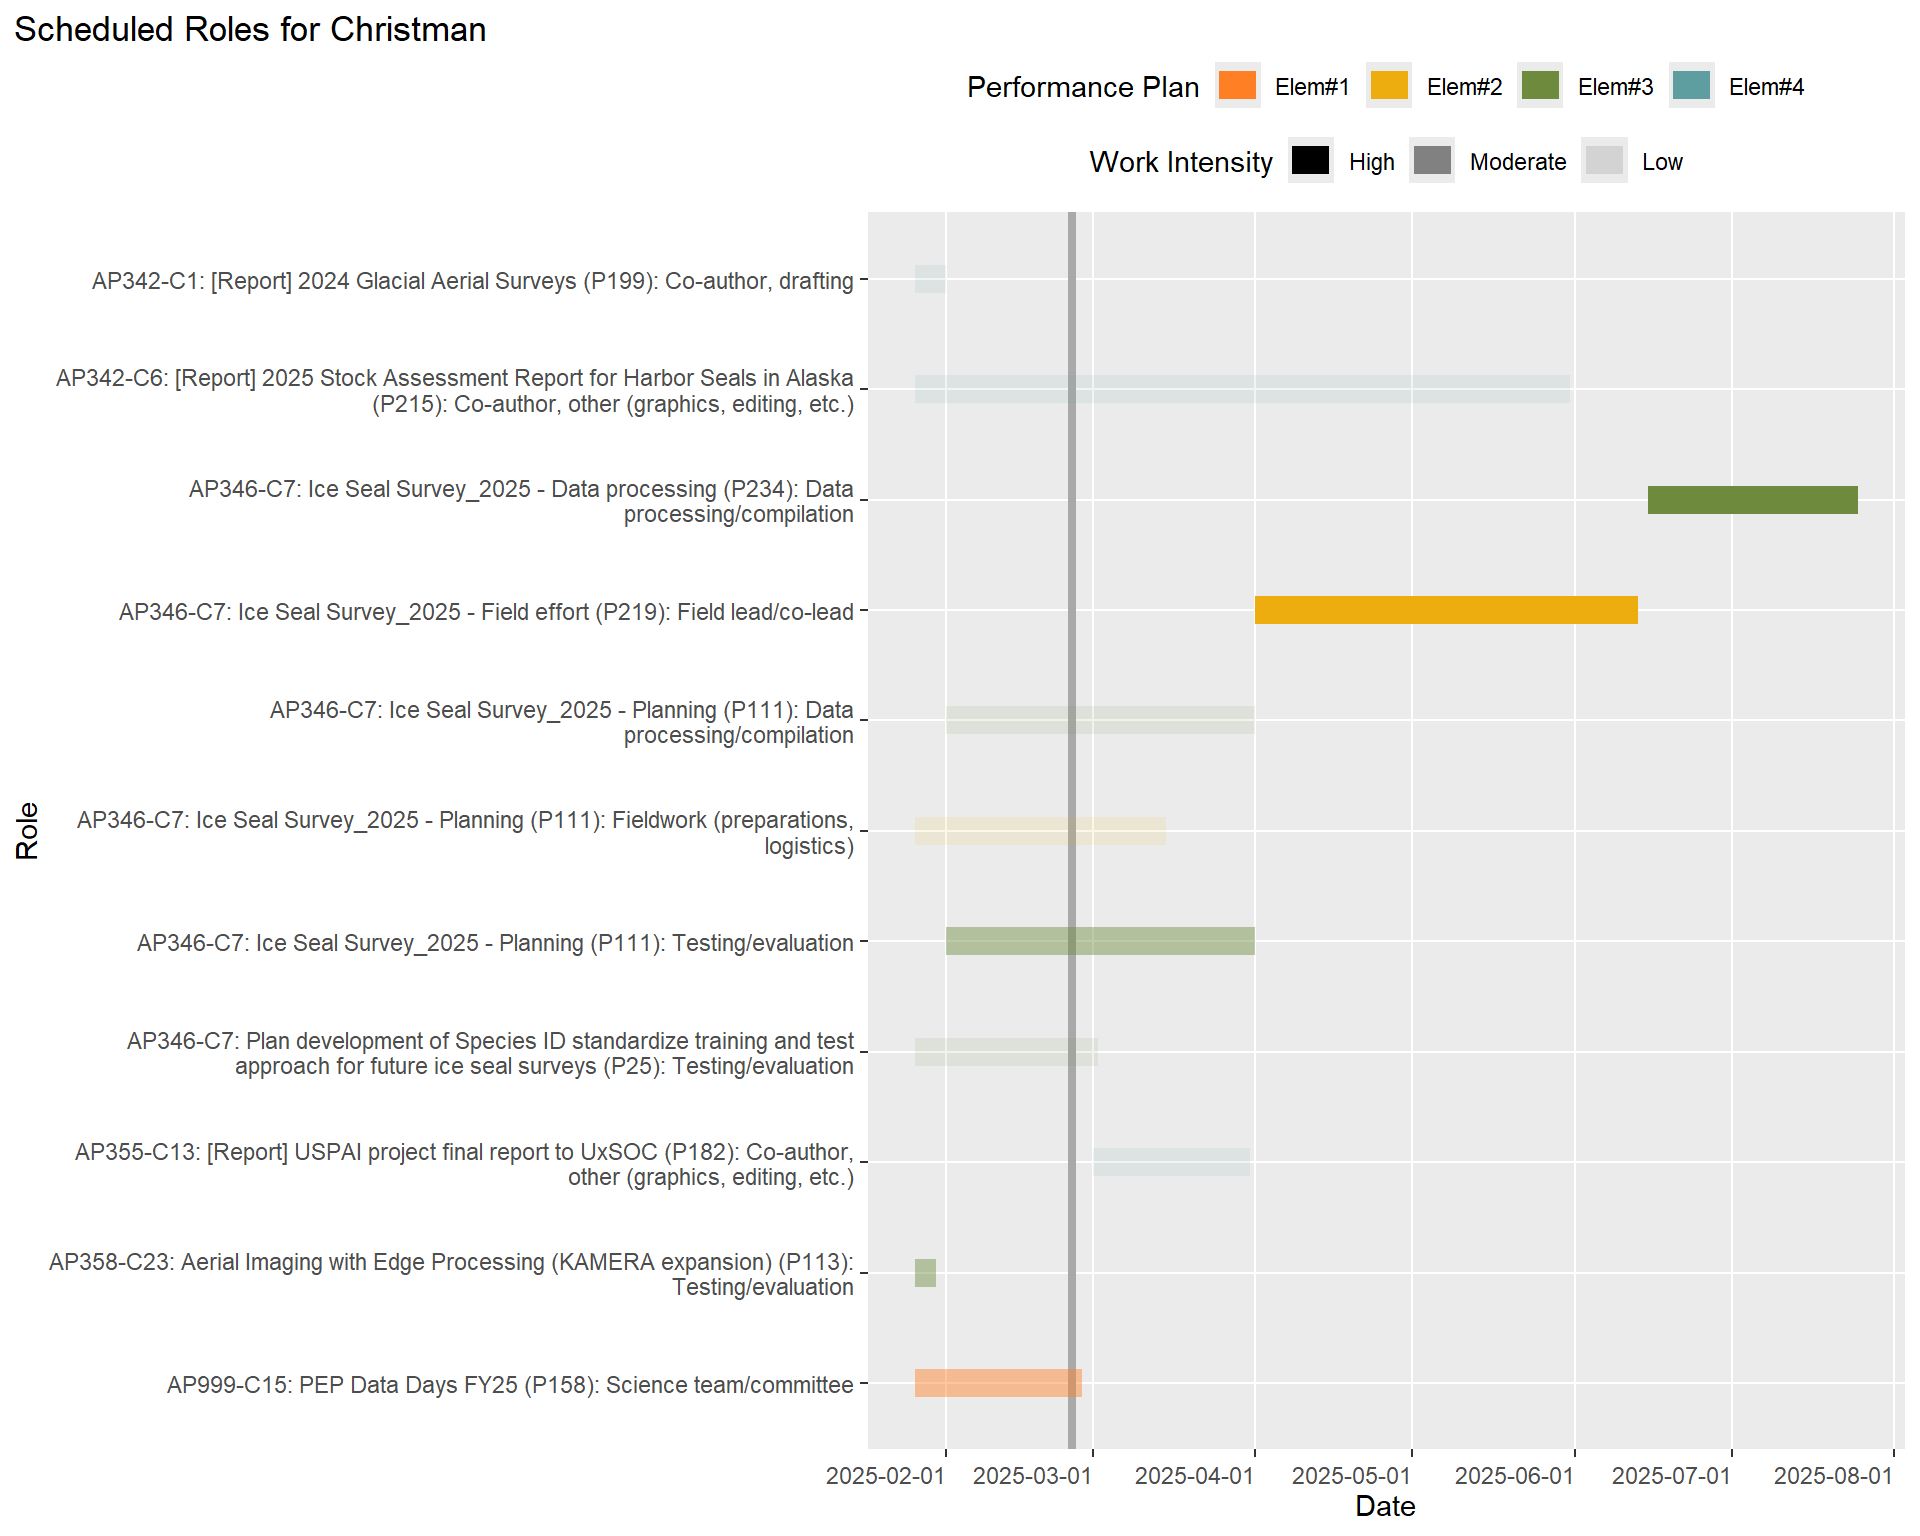 Scheduled Roles for Christman
Performance Plan Elem#1 Elem#2 Elem#3 Elem#4
Work Intensity High Moderate Low
AP342-C1: [Report] 2024 Glacial Aerial Surveys (P199): Co-author, drafting
AP342-C6: [Report] 2025 Stock Assessment Report for Harbor Seals in Alaska
(P215): Co-author, other (graphics, editing, etc.)
AP346-C7: Ice Seal Survey_2025 - Data processing (P234): Data
processing/compilation
AP346-C7: Ice Seal Survey_2025 - Field effort (P219): Field lead/co-lead
AP346-C7: Ice Seal Survey_2025 - Planning (P111): Data
processing/compilation
AP346-C7: Ice Seal Survey_2025 - Planning (P111): Fieldwork (preparations,
logistics)
AP346-C7: Ice Seal Survey_2025 - Planning (P111): Testing/evaluation
AP346-C7: Plan development of Species ID standardize training and test
approach for future ice seal surveys (P25): Testing/evaluation
AP355-C13: [Report] USPAI project final report to UxSOC (P182): Co-author,
other (graphics, editing, etc.)
AP358-C23: Aerial Imaging with Edge Processing (KAMERA expansion) (P113):
Testing/evaluation
AP999-C15: PEP Data Days FY25 (P158): Science team/committee
Role
2025-02-01 2025-03-01 2025-04-01 2025-05-01 2025-06-01 2025-07-01 2025-08-01
Date